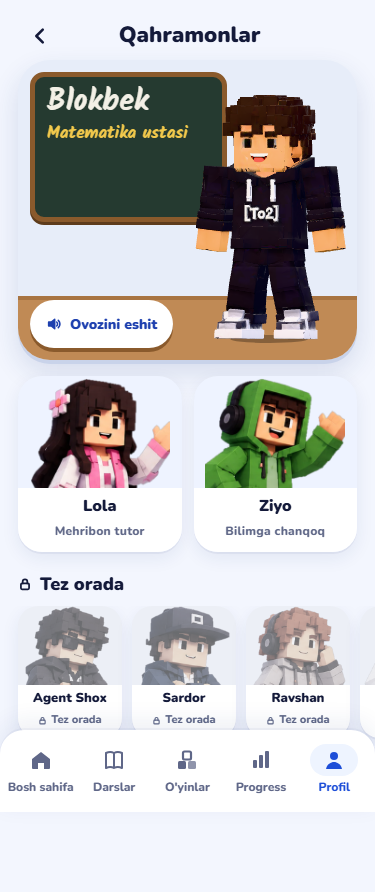 Qahramonlar
Blokbek
Matematika ustasi
[To2]
Ovozini eshit
Lola
Mehribon tutor
Ziyo
Bilimga chanqoq
Tez orada
Agent Shox
Tez orada
Sardor
Tez orada
Ravshan
Tez orada
Bosh sahifa
Darslar
O'yinlar
Progress
Profil